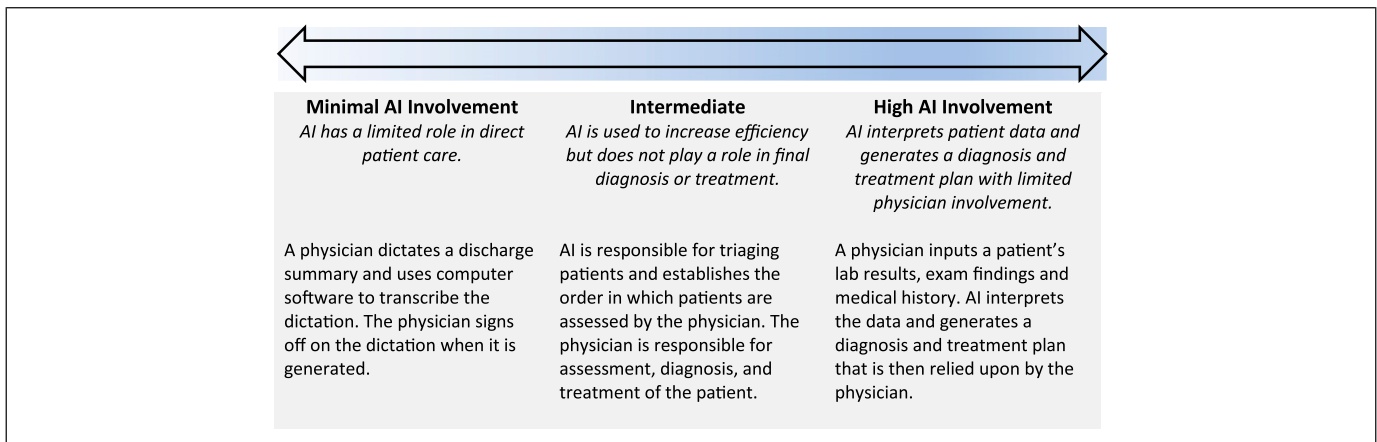 Minimal AI Involvement
AI has a limited role in direct
patient care.
A physician dictates a discharge
summary and uses computer
software to transcribe the
dictation. The physician signs
off on the dictation when it is
generated.
Intermediate
AI is used to increase efficiency
but does not play a role in final
diagnosis or treatment.
AI is responsible for triaging
patients and establishes the
order in which patients are
assessed by the physician. The
physician is responsible for
assessment, diagnosis, and
treatment of the patient.
High AI Involvement
AI interprets patient data and
generates a diagnosis and
treatment plan with limited
physician involvement.
A physician inputs a patient’s
lab results, exam findings and
medical history. AI interprets
the data and generates a
diagnosis and treatment plan
that is then relied upon by the
physician.